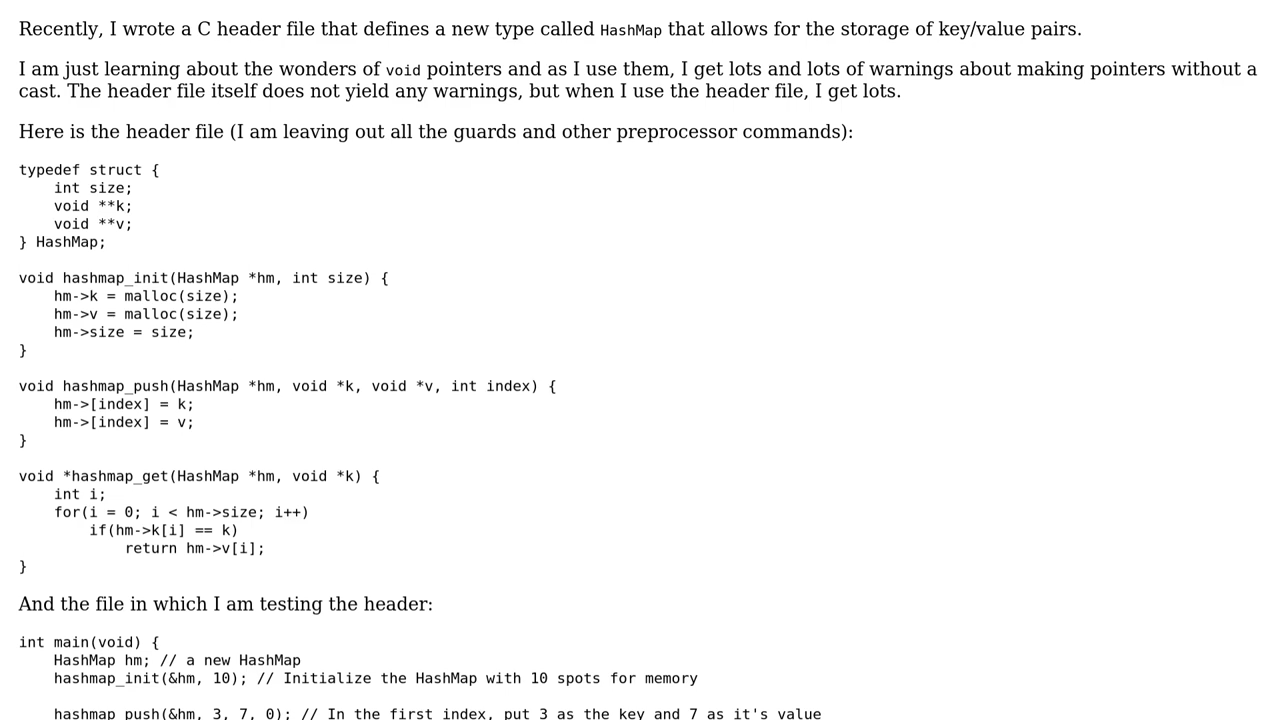 Recently, I wrote a C header file that defines a new type called HashMap that allows for the storage of key/value pairs.
I am just learning about the wonders of void pointers and as I use them, I get lots and lots of warnings about making pointers without a
cast. The header file itself does not yield any warnings, but when I use the header file, I get lots.
Here is the header file (I am leaving out all the guards and other preprocessor commands):
typedef struct {
    int size;
    void **k;
    void **v;
} HashMap;
void hashmap_init(HashMap *hm, int size) {
    hm->k = malloc(size);
    hm->v = malloc(size);
    hm->size = size;
}
void hashmap_push(HashMap *hm, void *k, void *v, int index) {
    hm->[index] = k;
    hm->[index] = v;
}
void *hashmap_get(HashMap *hm, void *k) {
    int i;
    for(i = 0; i < hm->size; i++)
        if(hm->k[i] == k)
            return hm->v[i];
}
And the file in which I am testing the header:
int main(void) {
    HashMap hm; // a new HashMap
    hashmap_init(&hm, 10); // Initialize the HashMap with 10 spots for memory
    hashmap_push(&hm, 3, 7, 0); // In the first index, put 3 as the key and 7 as it's value